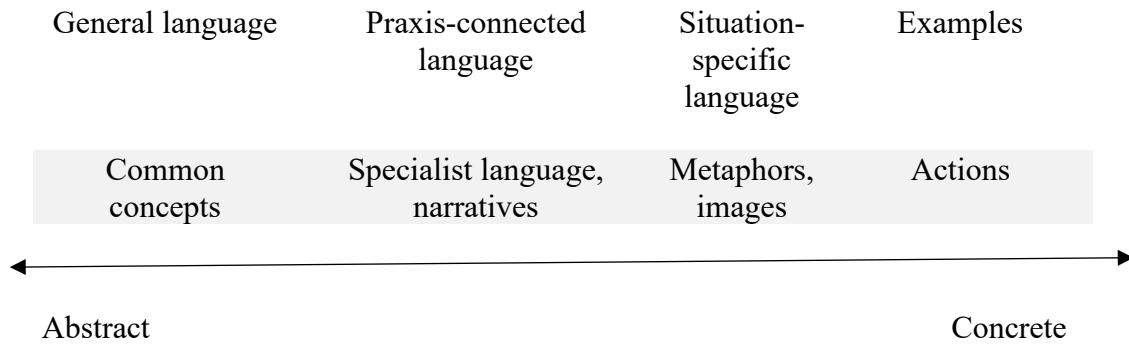 General language
Praxis-connected
language
Situation-
specific
language
Examples
Common
concepts
Specialist language,
narratives
Metaphors,
images
Actions
Abstract
Concrete